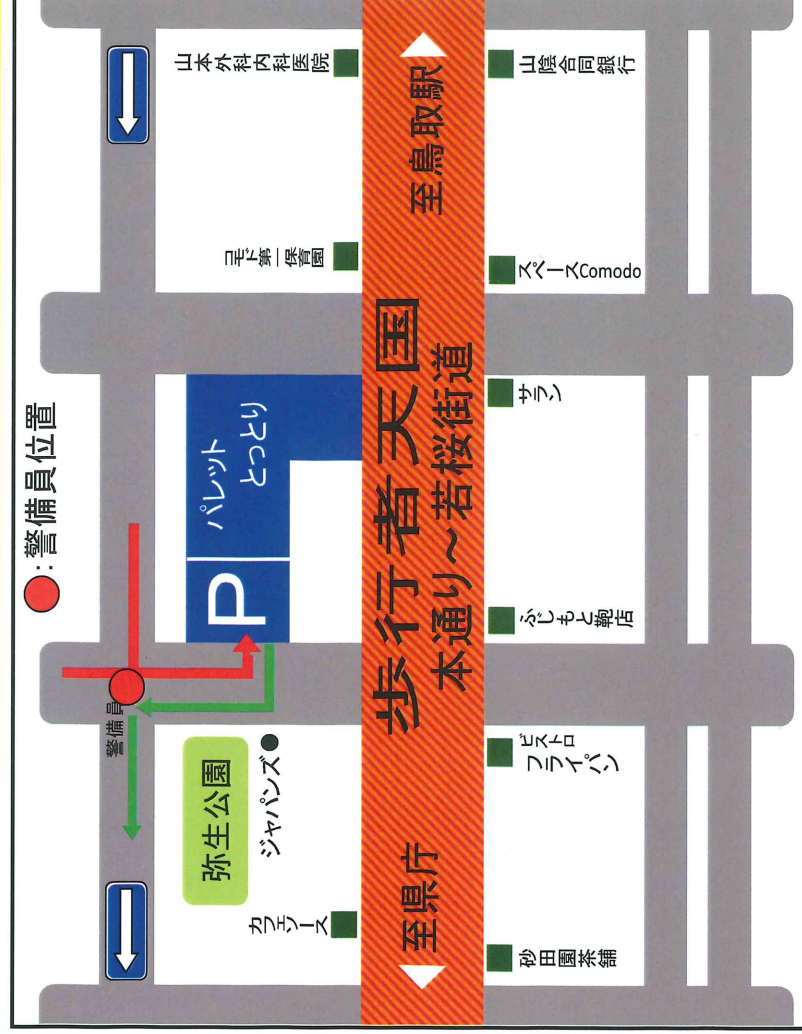 ：警備員位置
警備員
弥生公園
ジャパンズ
カフェソース
P
パレット
とっとり
コモド第一保育園
山本外科内科医院
至県庁
歩行者天国
本通り～若桜街道
至鳥取駅
砂田園茶舗
ビストロ
フライパン
ふじもと鞄店
サラン
スペースComodo
山陰合同銀行